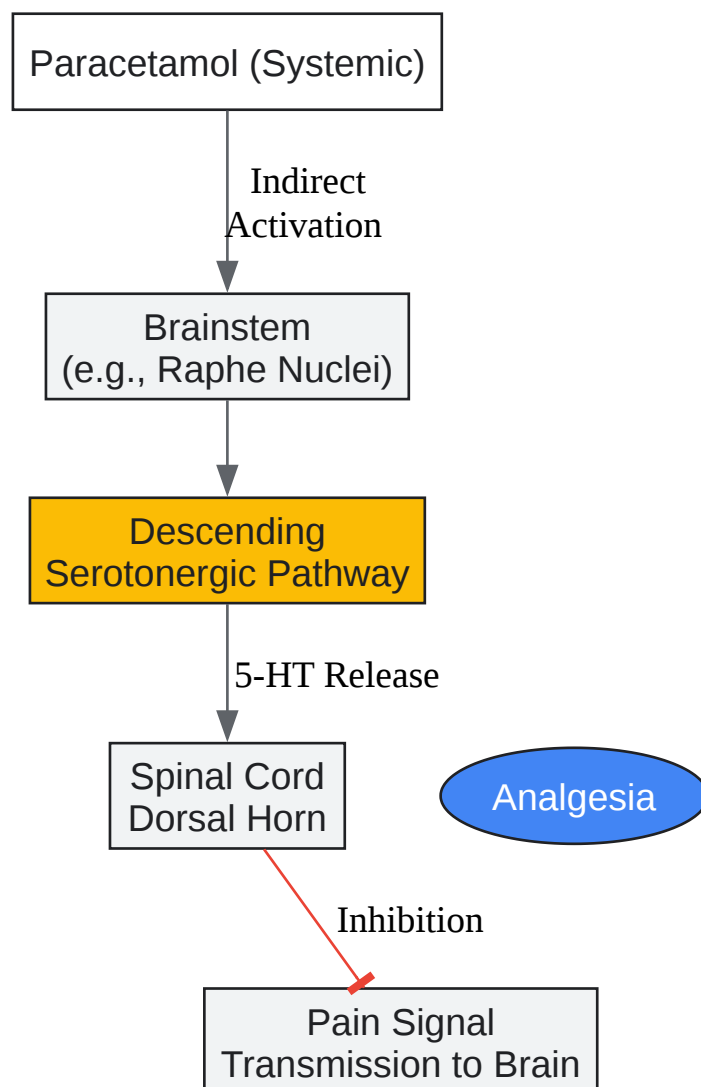 Paracetamol (Systemic)
Indirect
Activation
Brainstem
(e.g., Raphe Nuclei)
Descending
Serotonergic Pathway
5-HT Release
Spinal Cord
Dorsal Horn
Analgesia
Inhibition
Pain Signal
Transmission to Brain